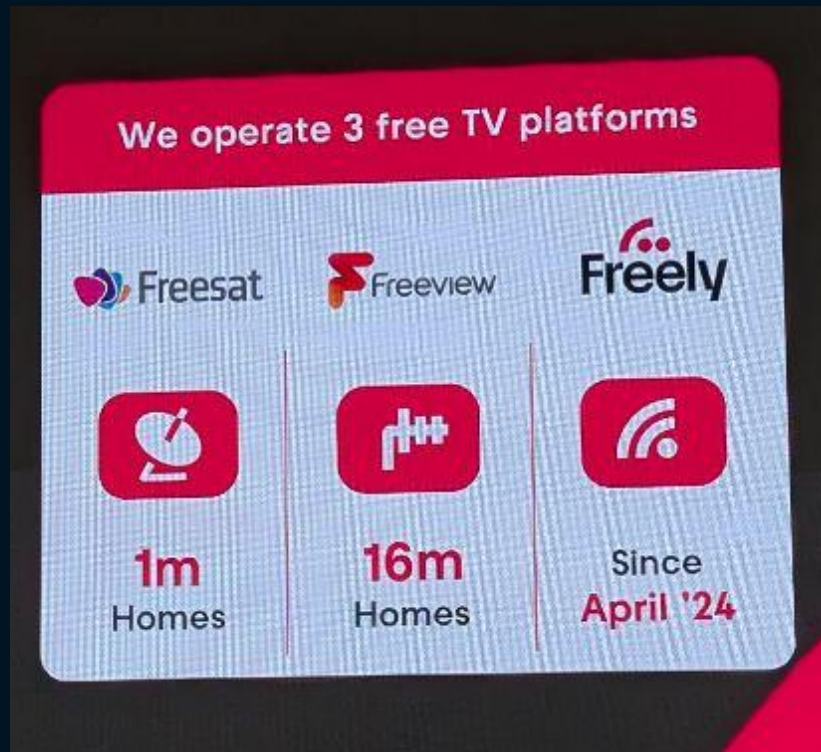 We operate 3 free TV platforms
Freesat
Freeview
Freely
1m
Homes
16m
Homes
Since
April '24